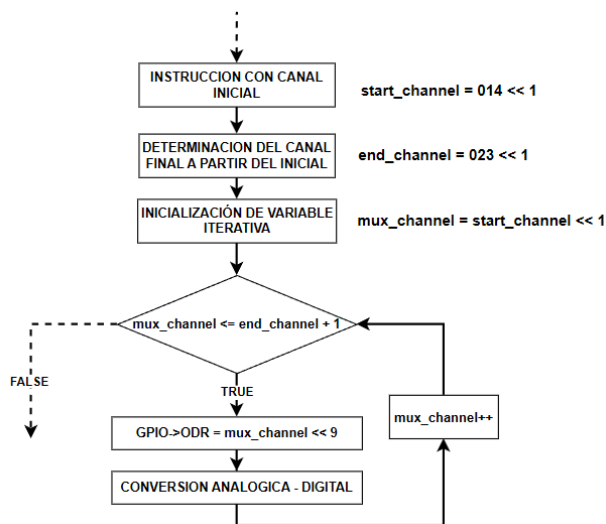 INSTRUCCION CON CANAL
INICIAL
start_channel = 014 << 1
DETERMINACION DEL CANAL
FINAL A PARTIR DEL INICIAL
end_channel = 023 << 1
INICIALIZACIÓN DE VARIABLE
ITERATIVA
mux_channel = start_channel << 1
mux_channel <= end_channel + 1
FALSE
TRUE
GPIO->ODR = mux_channel << 9
mux_channel++
CONVERSION ANALOGICA - DIGITAL